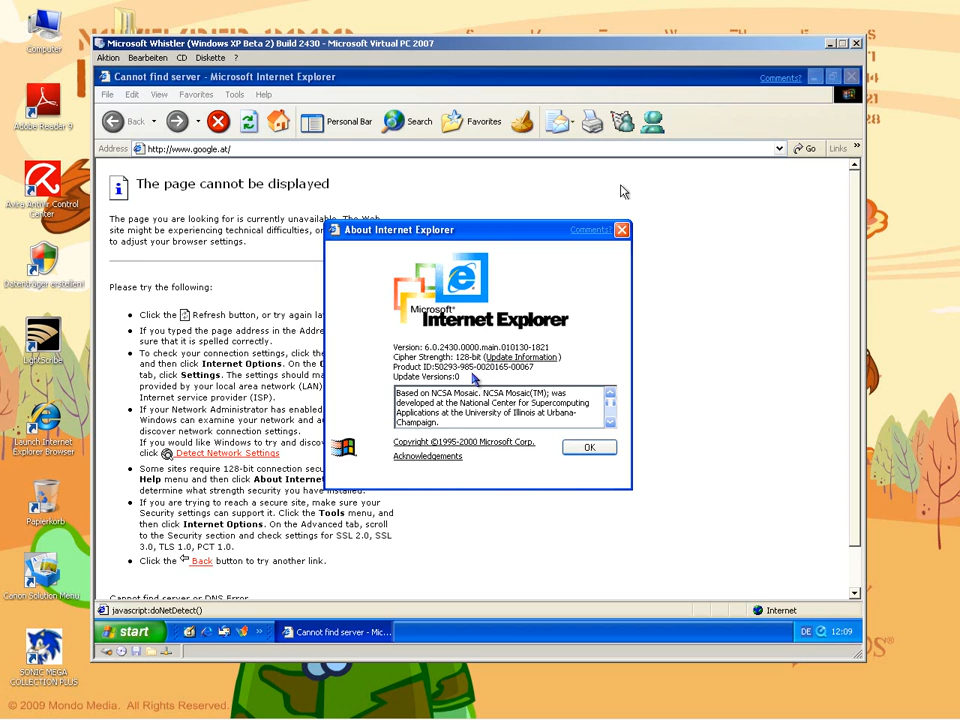 Computer
Adobe Reader 9
Avira AntiVir Control
Center
Datenträger erstellen!
LightScribe
Launch Internet
Explorer Browser
Papierkorb
Canon Solution Menu
SONIC MEGA
COLLECTION PLUS
© 2009 Mondo Media. All Rights Reserved.
Microsoft Whistler (Windows XP Beta 2) Build 2430 - Microsoft Virtual PC 2007
Aktion Bearbeiten CD Diskette ?
Cannot find server - Microsoft Internet Explorer
Comments?
File Edit View Favorites Tools Help
Back
Personal Bar
Search
Favorites
Address http://www.google.at/
Go
Links »
The page cannot be displayed
The page you are looking for is currently unavailable. The Web
site might be experiencing technical difficulties, or
to adjust your browser settings.
Please try the following:
Click the Refresh button, or try again la
If you typed the page address in the Addre
sure that it is spelled correctly.
To check your connection settings, click the
and then click Internet Options. On the C
tab, click Settings. The settings should ma
provided by your local area network (LAN)
Internet service provider (ISP).
If your Network Administrator has enabled
Windows can examine your network and au
discover network connection settings.
If you would like Windows to try and disco
click Detect Network Settings
Some sites require 128-bit connection secu
Help menu and then click About Internet
determine what strength security you have installed.
If you are trying to reach a secure site, make sure your
Security settings can support it. Click the Tools menu, and
then click Internet Options. On the Advanced tab, scroll
to the Security section and check settings for SSL 2.0, SSL
3.0, TLS 1.0, PCT 1.0.
Click the Back button to try another link.
Cannot find server or DNS Error
About Internet Explorer
Comments?
Microsoft®
Internet Explorer
Version: 6.0.2430.0000.main.010130-1821
Cipher Strength: 128-bit (Update Information)
Product ID:50293-985-0020165-00067
Update Versions:0
Based on NCSA Mosaic. NCSA Mosaic(TM); was
developed at the National Center for Supercomputing
Applications at the University of Illinois at Urbana-
Champaign.
Copyright ©1995-2000 Microsoft Corp.
Acknowledgements
OK
javascript:doNetDetect()
Internet
start
»
Cannot find server - Mic...
DE
12:09